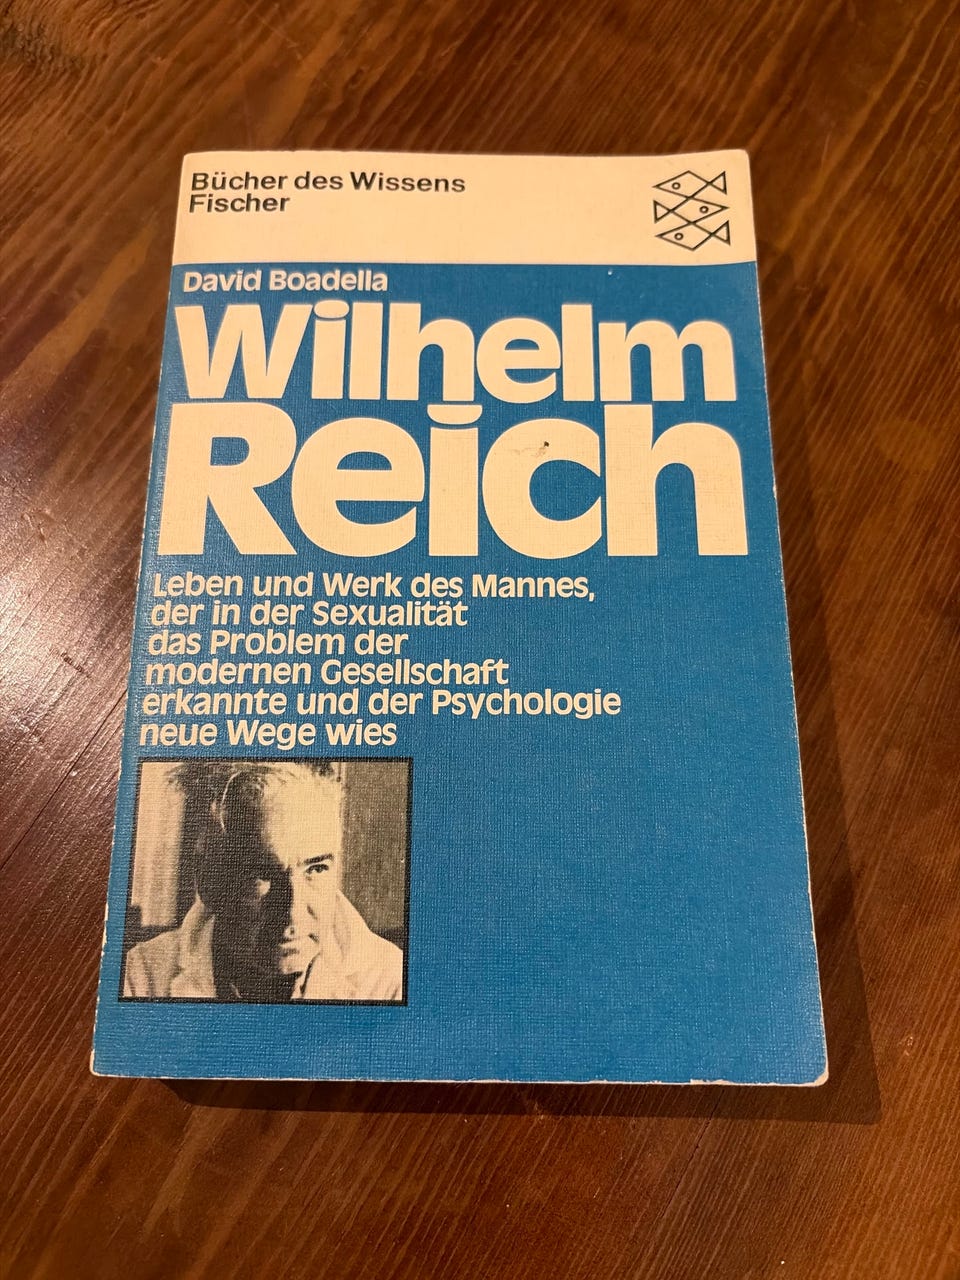 Bücher des Wissens
Fischer
David Boadella
Wilhelm
Reich
Leben und Werk des Mannes,
der in der Sexualität
das Problem der
modernen Gesellschaft
erkannte und der Psychologie
neue Wege wies